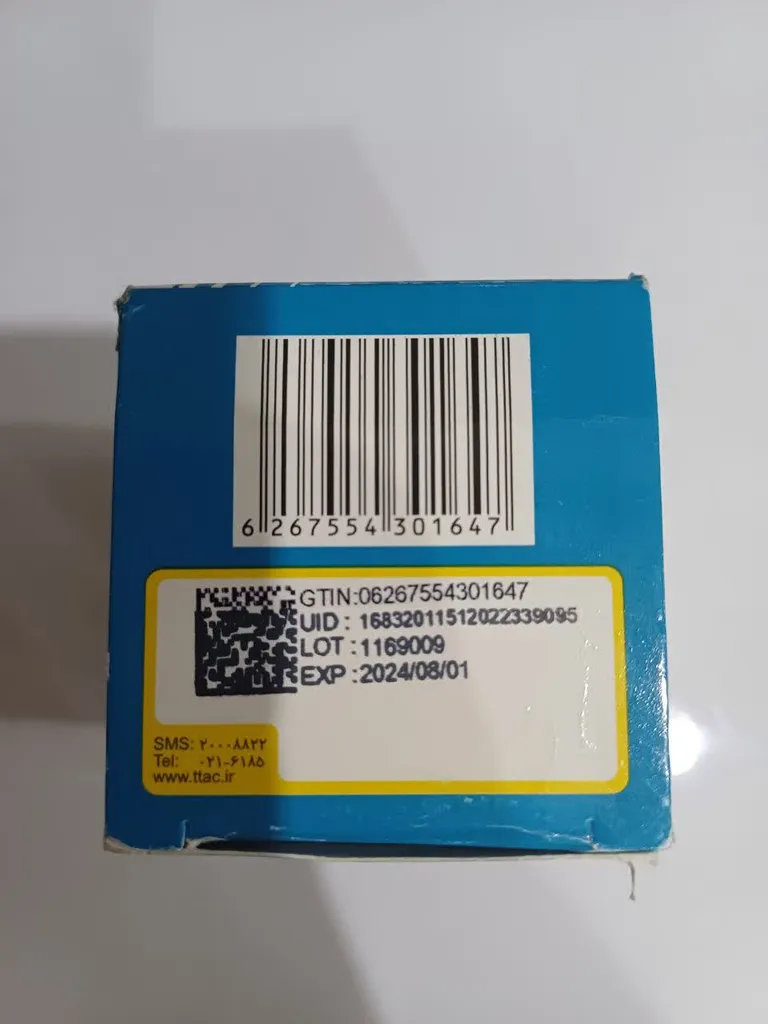 6 267554 301647
GTIN:06267554301647
UID : 16832011512022339095
LOT : 1169009
EXP : 2024/08/01
SMS: ۲۰۰۰۸۸۲۲
Tel: ۰۲۱-۶۱۸۵
www.ttac.ir